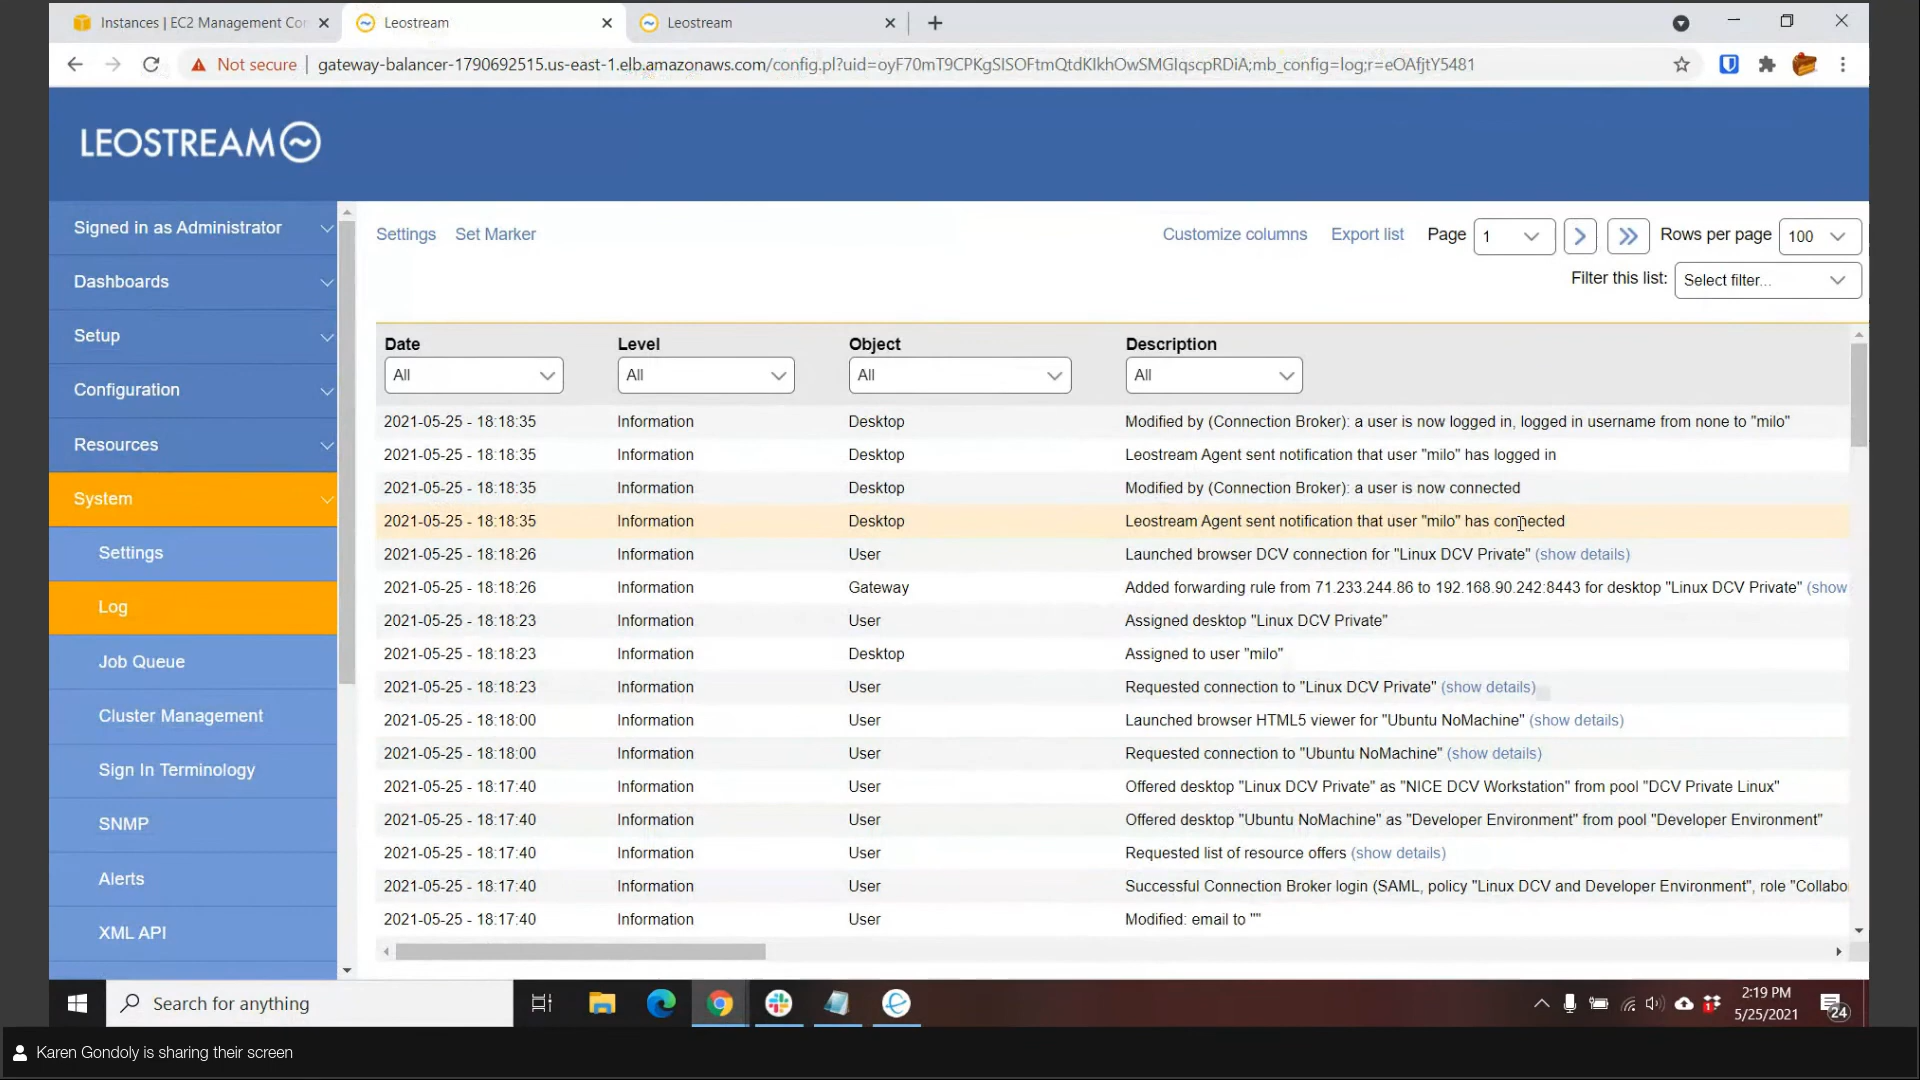 Instances | EC2 Management Cor
Leostream
Leostream
Not secure
gateway-balancer-1790692515.us-east-1.elb.amazonaws.com/config.pl?uid=oyF70mT9CPKgSISOFtmQtdKIkhOwSMGIqscpRDiA;mb_config=log;r=eOAfjtY5481
LEOSTREAM
Signed in as Administrator
Dashboards
Setup
Configuration
Resources
System
Settings
Log
Job Queue
Cluster Management
Sign In Terminology
SNMP
Alerts
XML API
Settings Set Marker
Customize columns Export list Page 1 Rows per page 100
Filter this list: Select filter...
Date Level Object Description
All All All All
2021-05-25 - 18:18:35 Information Desktop Modified by (Connection Broker): a user is now logged in, logged in username from none to "milo"
2021-05-25 - 18:18:35 Information Desktop Leostream Agent sent notification that user "milo" has logged in
2021-05-25 - 18:18:35 Information Desktop Modified by (Connection Broker): a user is now connected
2021-05-25 - 18:18:35 Information Desktop Leostream Agent sent notification that user "milo" has connected
2021-05-25 - 18:18:26 Information User Launched browser DCV connection for "Linux DCV Private" (show details)
2021-05-25 - 18:18:26 Information Gateway Added forwarding rule from 71.233.244.86 to 192.168.90.242:8443 for desktop "Linux DCV Private" (show
2021-05-25 - 18:18:23 Information User Assigned desktop "Linux DCV Private"
2021-05-25 - 18:18:23 Information Desktop Assigned to user "milo"
2021-05-25 - 18:18:23 Information User Requested connection to "Linux DCV Private" (show details)
2021-05-25 - 18:18:00 Information User Launched browser HTML5 viewer for "Ubuntu NoMachine" (show details)
2021-05-25 - 18:18:00 Information User Requested connection to "Ubuntu NoMachine" (show details)
2021-05-25 - 18:17:40 Information User Offered desktop "Linux DCV Private" as "NICE DCV Workstation" from pool "DCV Private Linux"
2021-05-25 - 18:17:40 Information User Offered desktop "Ubuntu NoMachine" as "Developer Environment" from pool "Developer Environment"
2021-05-25 - 18:17:40 Information User Requested list of resource offers (show details)
2021-05-25 - 18:17:40 Information User Successful Connection Broker login (SAML, policy "Linux DCV and Developer Environment", role "Collabo
2021-05-25 - 18:17:40 Information User Modified: email to ""
Search for anything
2:19 PM
5/25/2021
24
Karen Gondoly is sharing their screen